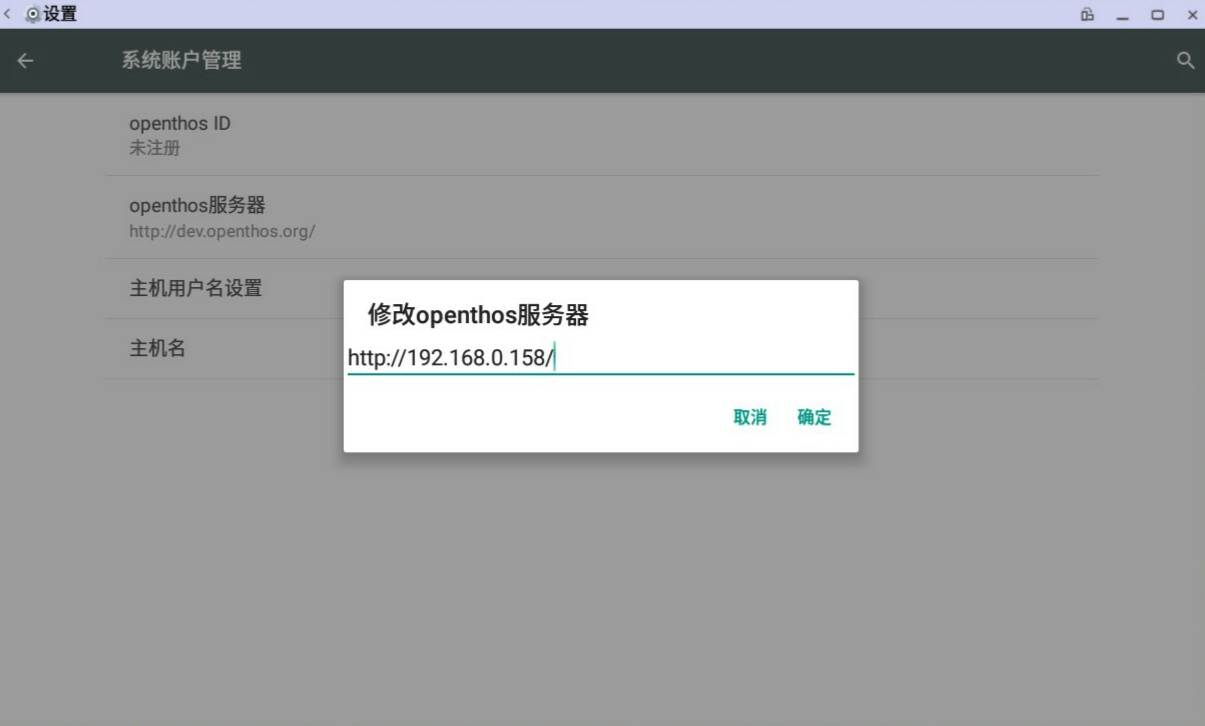 设置
系统账户管理
openthos ID
未注册
openthos服务器
http://dev.openthos.org/
主机用户名设置
主机名
修改openthos服务器
http://192.168.0.158/
取消 确定